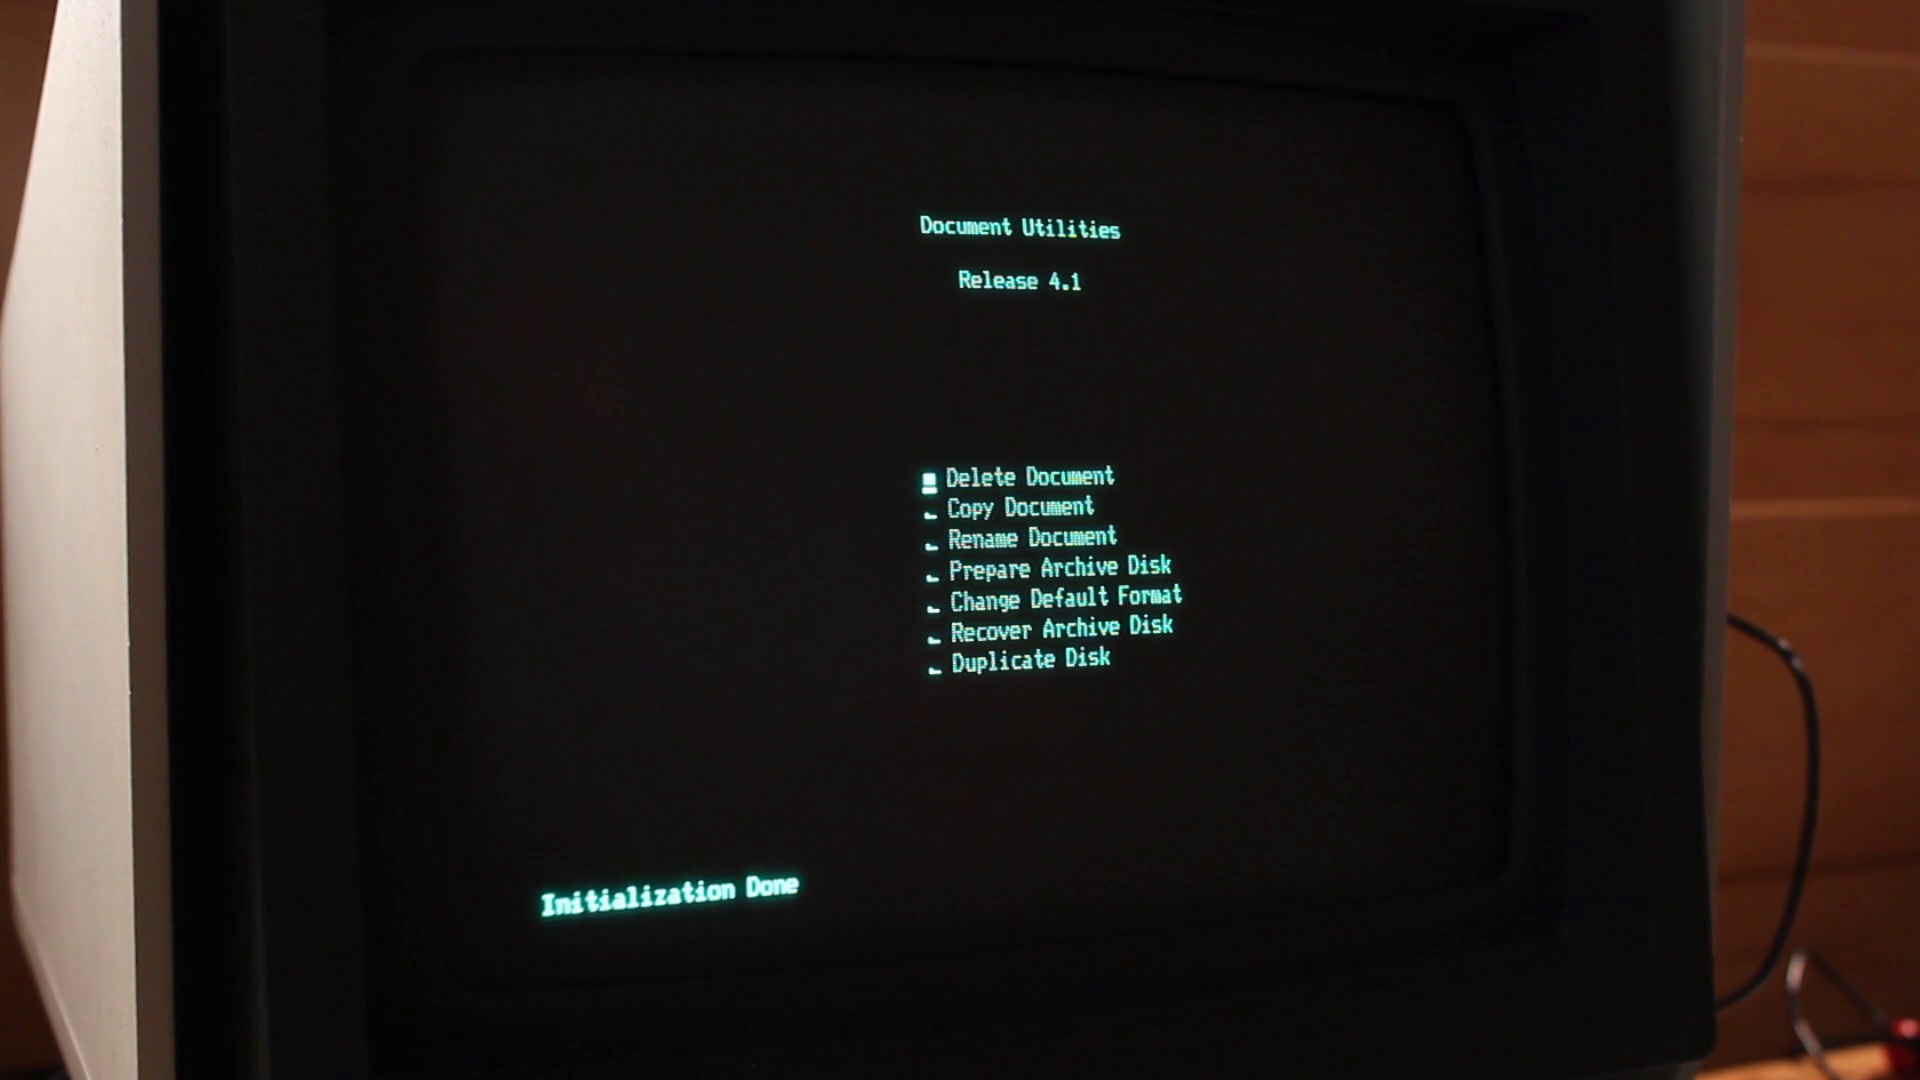 Document Utilities
Release 4.1
Delete Document
Copy Document
Rename Document
Prepare Archive Disk
Change Default Format
Recover Archive Disk
Duplicate Disk
Initialization Done